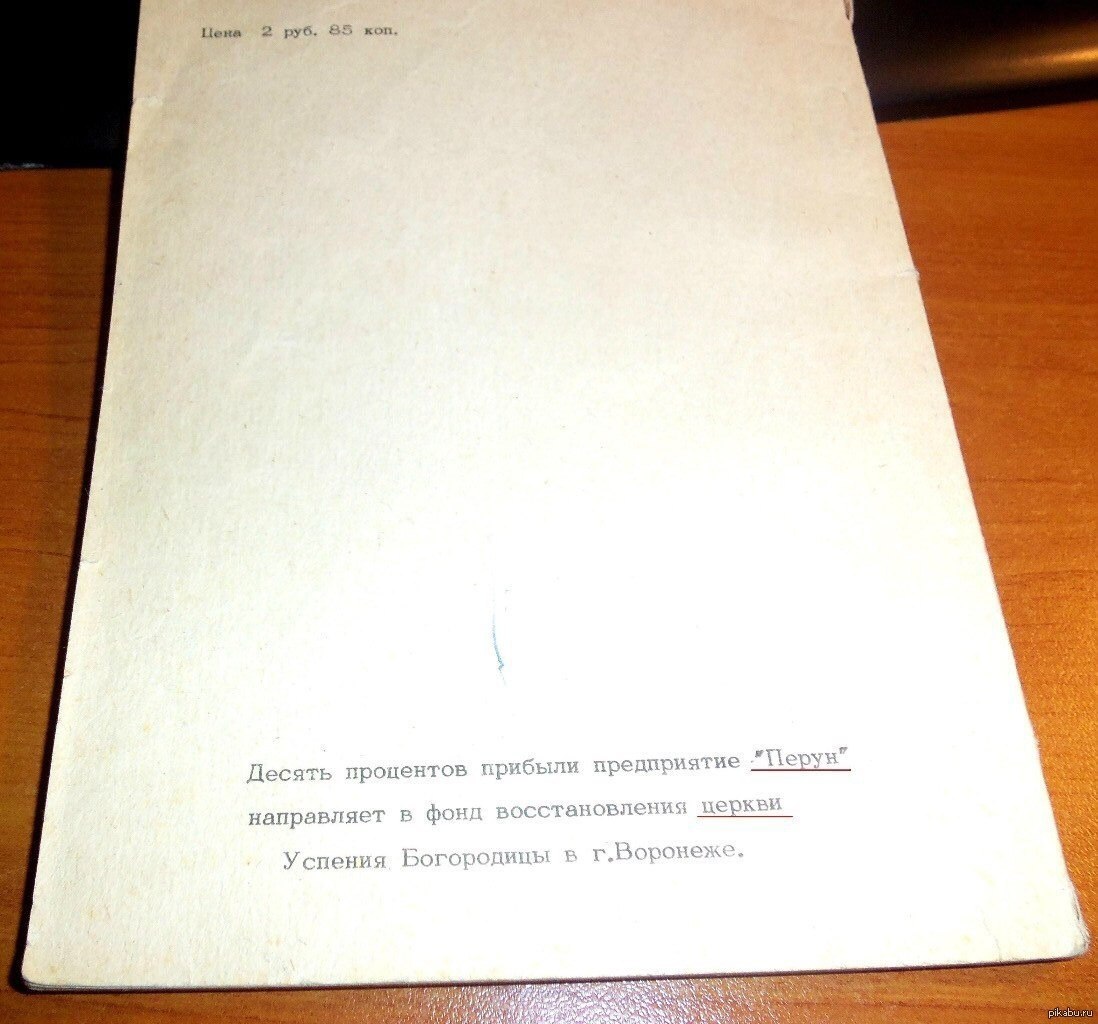 Цена 2 руб. 85 коп.
Десять процентов прибыли предприятие "Перун"
направляет в фонд восстановления церкви
Успения Богородицы в г.Воронеже.
pikabu.ru